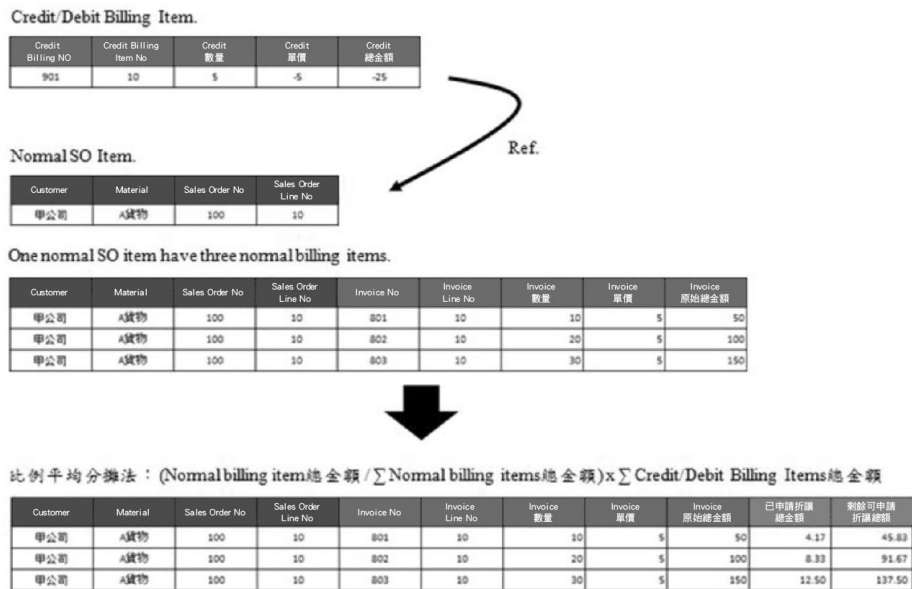 Credit/Debit Billing Item.
Credit Billing NO Credit Billing Item No Credit 數量 Credit 單價 Credit 總金額
901 10 5 -5 -25
Ref.
Normal SO Item.
Customer Material Sales Order No Sales Order Line No
甲公司 A貨物 100 10
One normal SO item have three normal billing items.
Customer Material Sales Order No Sales Order Line No Invoice No Invoice Line No Invoice 數量 Invoice 單價 Invoice 原始總金額
甲公司 A貨物 100 10 801 10 10 5 50
甲公司 A貨物 100 10 802 10 20 5 100
甲公司 A貨物 100 10 803 10 30 5 150
比例平均分攤法：(Normal billing item總金額/∑Normal billing items總金額)x∑Credit/Debit Billing Items總金額
Customer Material Sales Order No Sales Order Line No Invoice No Invoice Line No Invoice 數量 Invoice 單價 Invoice 原始總金額 已申請折讓總金額 剩餘可申請折讓總額
甲公司 A貨物 100 10 801 10 10 5 50 4.17 45.83
甲公司 A貨物 100 10 802 10 20 5 100 8.33 91.67
甲公司 A貨物 100 10 803 10 30 5 150 12.50 137.50